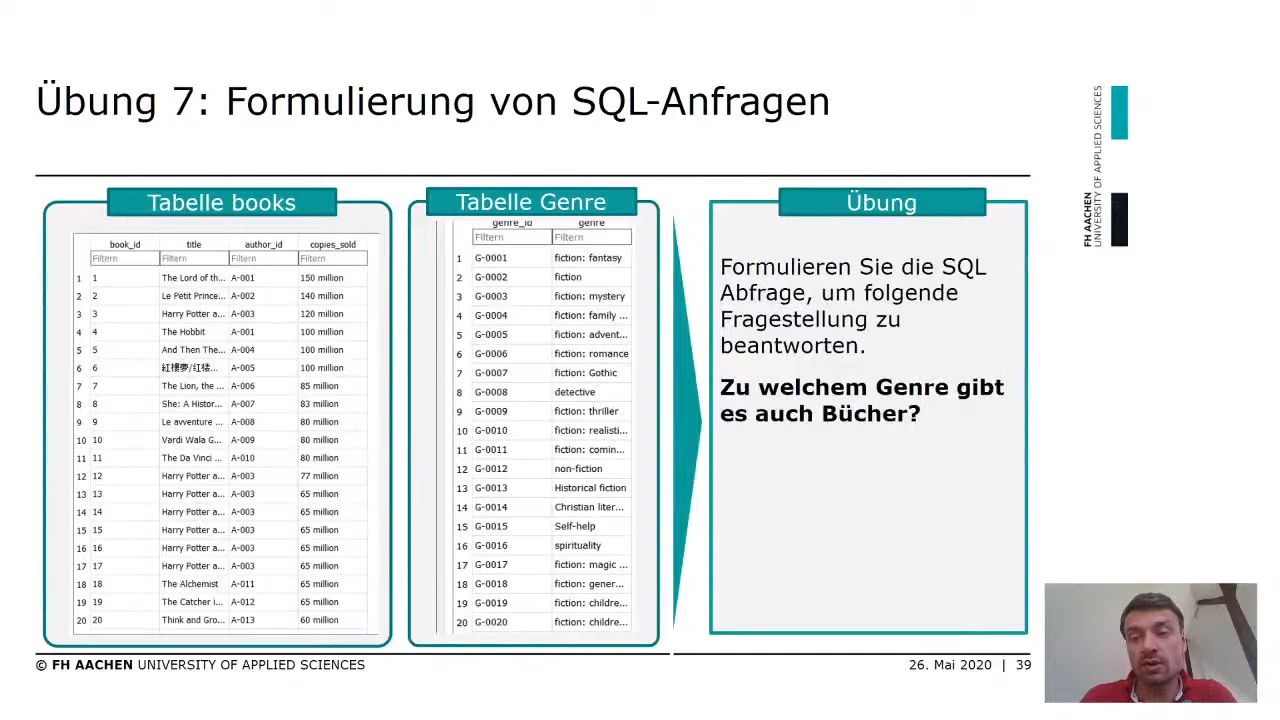 Übung 7: Formulierung von SQL-Anfragen
FH AACHEN
UNIVERSITY OF APPLIED SCIENCES
Tabelle books
book_id title author_id copies_sold
Filtern Filtern Filtern Filtern
1 1 The Lord of th... A-001 150 million
2 2 Le Petit Prince... A-002 140 million
3 3 Harry Potter a... A-003 120 million
4 4 The Hobbit A-001 100 million
5 5 And Then The... A-004 100 million
6 6 紅樓夢/红楼... A-005 100 million
7 7 The Lion, the ... A-006 85 million
8 8 She: A Histor... A-007 83 million
9 9 Le avventure ... A-008 80 million
10 10 Vardi Wala G... A-009 80 million
11 11 The Da Vinci ... A-010 80 million
12 12 Harry Potter a... A-003 77 million
13 13 Harry Potter a... A-003 65 million
14 14 Harry Potter a... A-003 65 million
15 15 Harry Potter a... A-003 65 million
16 16 Harry Potter a... A-003 65 million
17 17 Harry Potter a... A-003 65 million
18 18 The Alchemist A-011 65 million
19 19 The Catcher i... A-012 65 million
20 20 Think and Gro... A-013 60 million
Tabelle Genre
genre_id genre
Filtern Filtern
1 G-0001 fiction: fantasy
2 G-0002 fiction
3 G-0003 fiction: mystery
4 G-0004 fiction: family ...
5 G-0005 fiction: advent...
6 G-0006 fiction: romance
7 G-0007 fiction: Gothic
8 G-0008 detective
9 G-0009 fiction: thriller
10 G-0010 fiction: realisti...
11 G-0011 fiction: comin...
12 G-0012 non-fiction
13 G-0013 Historical fiction
14 G-0014 Christian liter...
15 G-0015 Self-help
16 G-0016 spirituality
17 G-0017 fiction: magic ...
18 G-0018 fiction: gener...
19 G-0019 fiction: childre...
20 G-0020 fiction: childre...
Übung
Formulieren Sie die SQL
Abfrage, um folgende
Fragestellung zu
beantworten.
Zu welchem Genre gibt
es auch Bücher?
© FH AACHEN UNIVERSITY OF APPLIED SCIENCES
26. Mai 2020 | 39